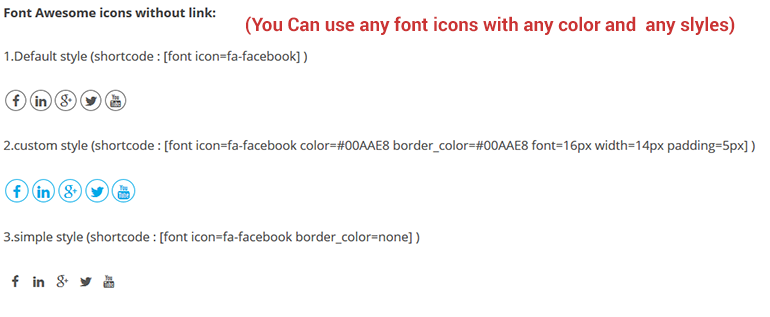 Font Awesome icons without link:
(You Can use any font icons with any color and any slyles)
1.Default style (shortcode : [font icon=fa-facebook] )
f in g+ You Tube
2.custom style (shortcode : [font icon=fa-facebook color=#00AAE8 border_color=#00AAE8 font=16px width=14px padding=5px] )
f in g+ You Tube
3.simple style (shortcode : [font icon=fa-facebook border_color=none] )
f in g+ You Tube